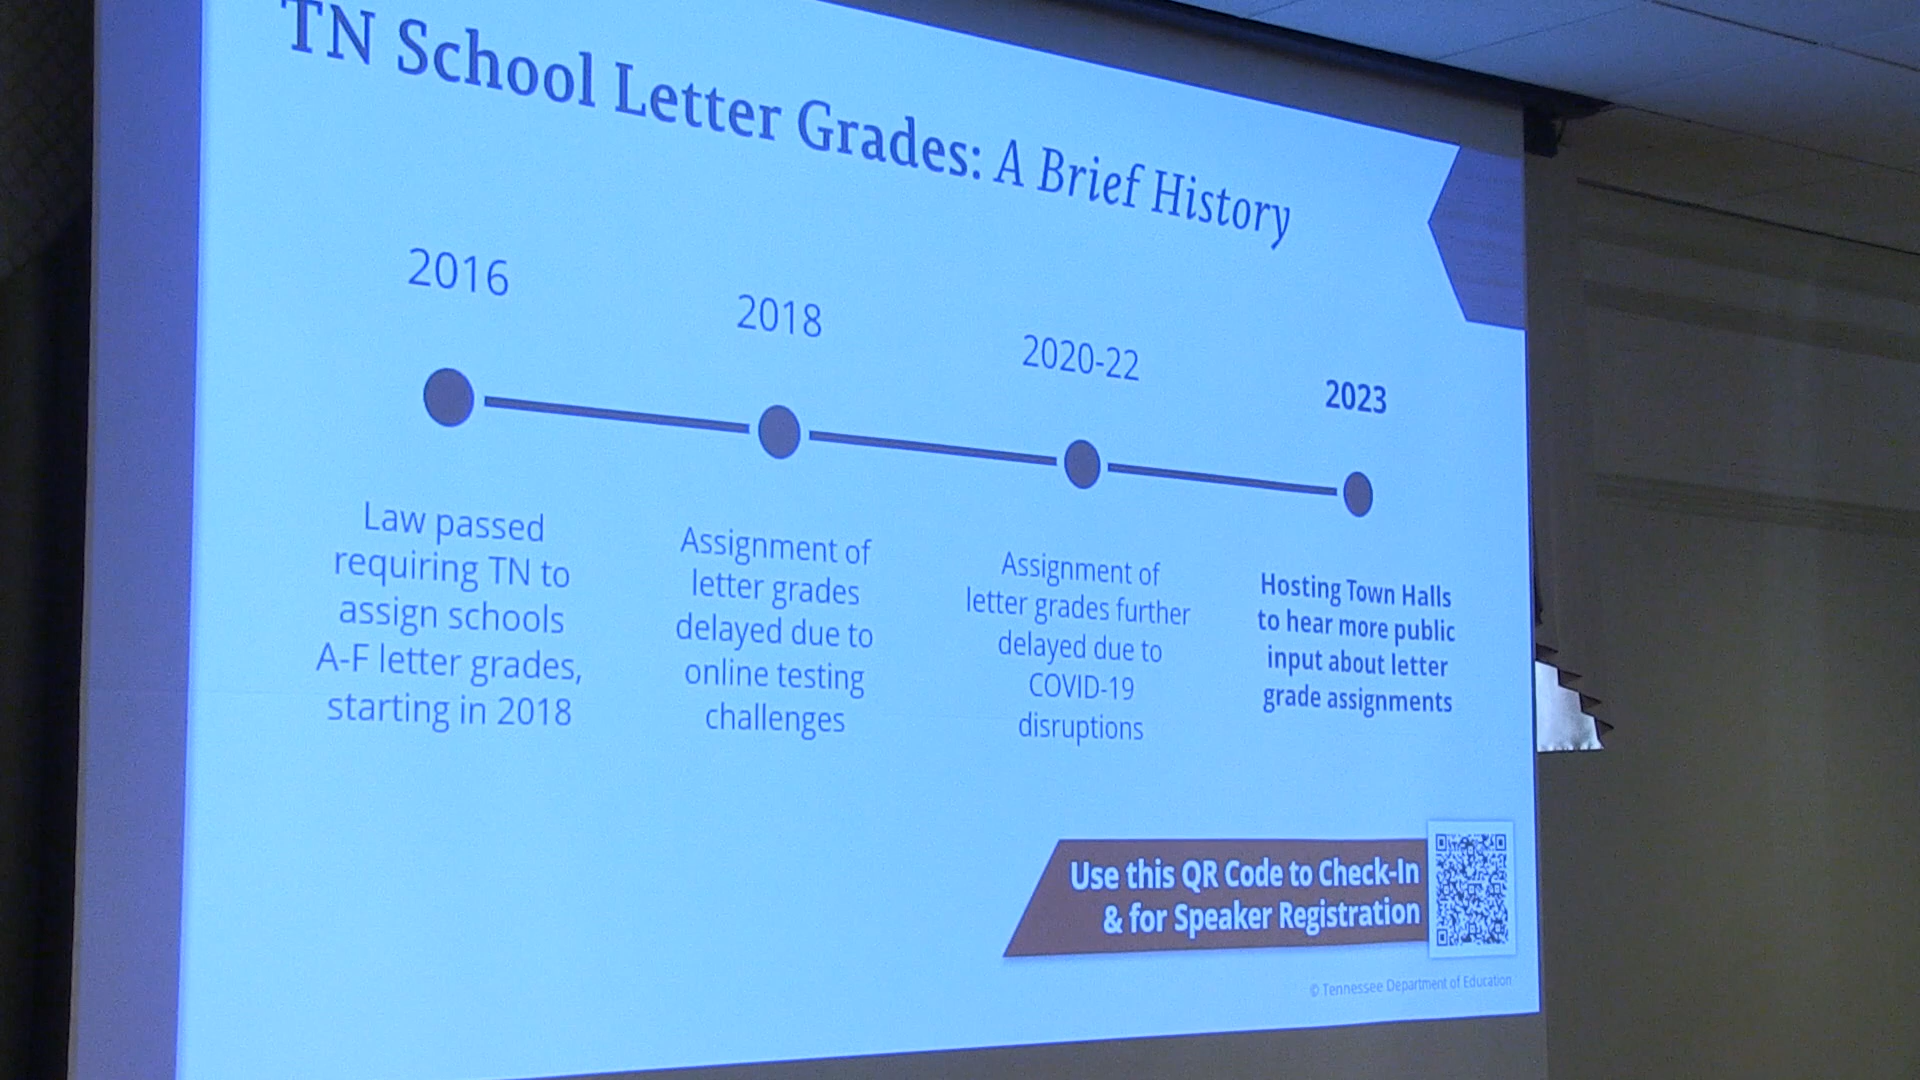 TN School Letter Grades: A Brief History
2016
2018
2020-22
2023
Law passed
requiring TN to
assign schools
A-F letter grades,
starting in 2018
Assignment of
letter grades
delayed due to
online testing
challenges
Assignment of
letter grades further
delayed due to
COVID-19
disruptions
Hosting Town Halls
to hear more public
input about letter
grade assignments
Use this QR Code to Check-In
& for Speaker Registration
© Tennessee Department of Education